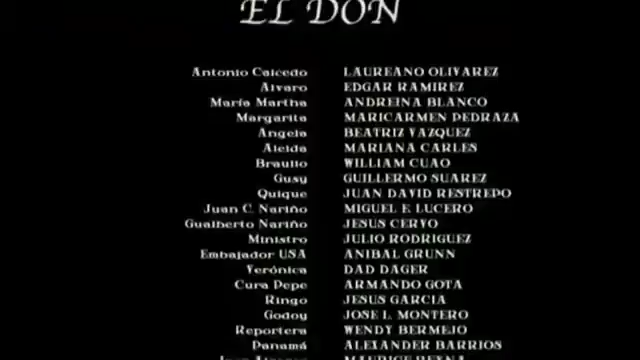 EL DON
Antonio Caicedo LAUREANO OLIVAREZ
Alvaro EDGAR RAMIREZ
María Martha ANDREINA BLANCO
Margarita MARICARMEN PEDRAZA
Angela BEATRIZ VAZQUEZ
Aleida MARIANA CARLES
Braulio WILLIAM CUAO
Gusy GUILLERMO SUAREZ
Quique JUAN DAVID RESTREPO
Juan C. Nariño MIGUEL F. LUCERO
Gualberto Nariño JESUS CERVO
Ministro JULIO RODRIGUEZ
Embajador USA ANIBAL GRUNN
Verónica DAD DAGER
Cura Pepe ARMANDO GOTA
Ringo JESUS GARCIA
Godoy JOSE L. MONTERO
Reportera WENDY BERMEJO
Panamá ALEXANDER BARRIOS
MAURICE REYNA